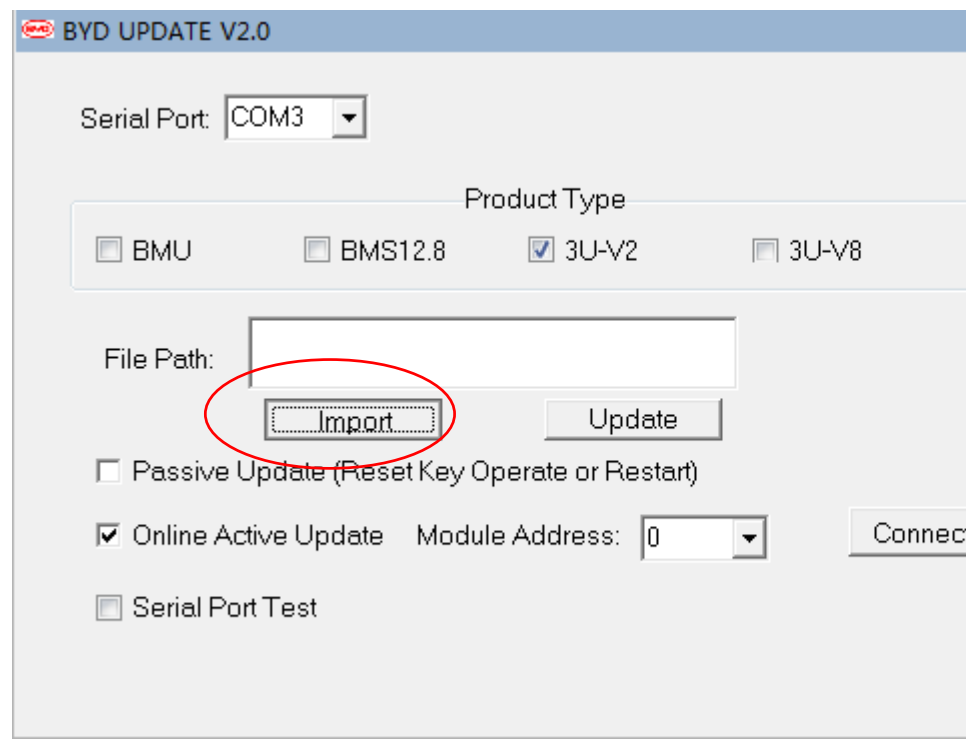 BYD UPDATE V2.0
Serial Port: COM3
Product Type
BMU BMS12.8 3U-V2 3U-V8
File Path:
Import Update
Passive Update (Reset Key Operate or Restart)
Online Active Update Module Address: 0 Connec
Serial Port Test